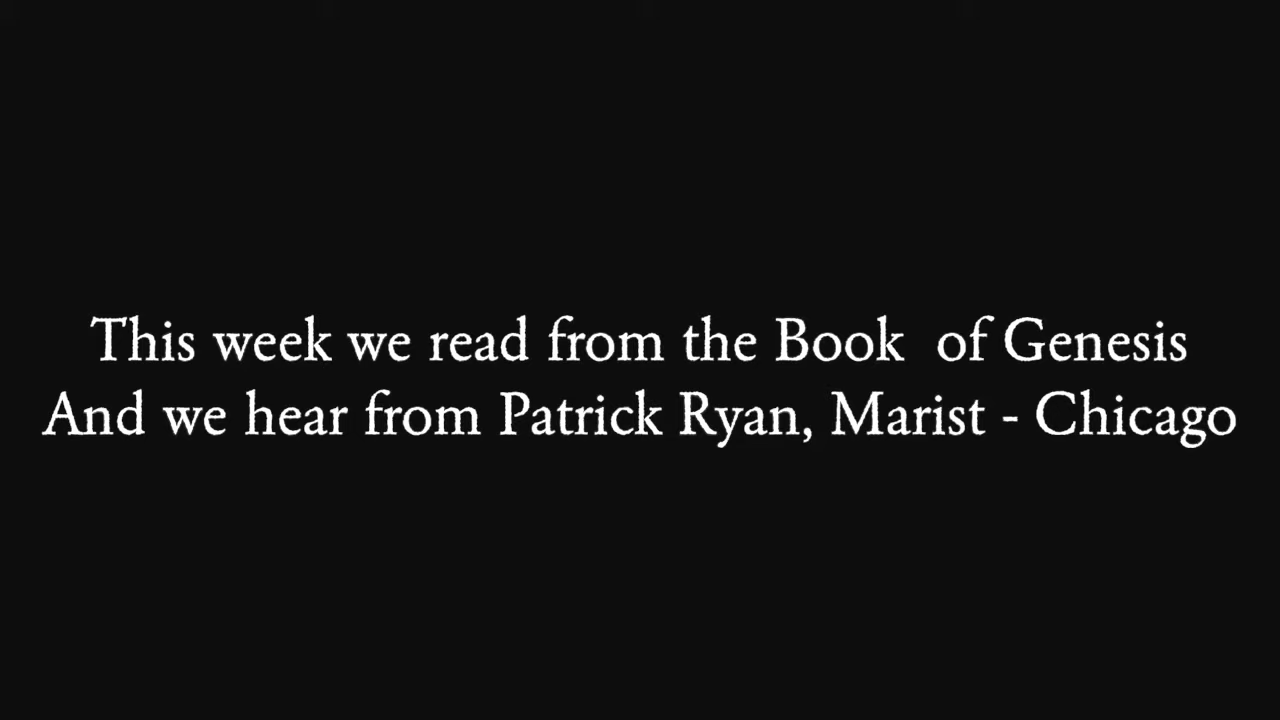 This week we read from the Book  of Genesis
And we hear from Patrick Ryan, Marist - Chicago